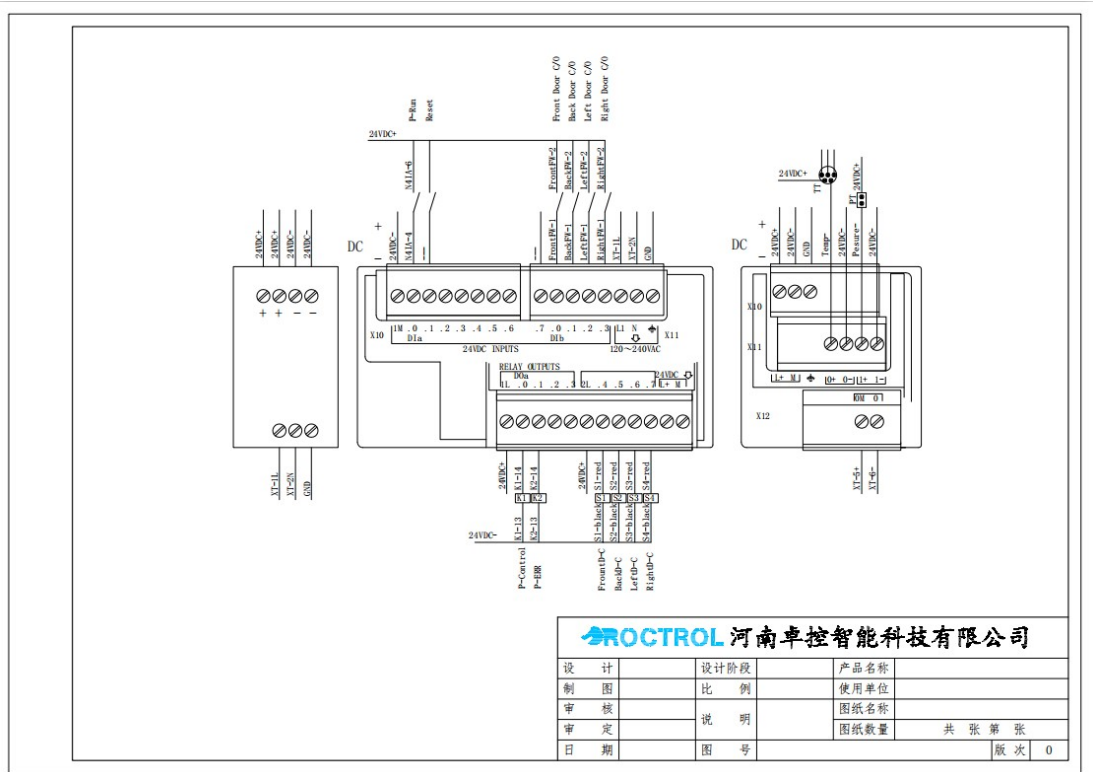 P-Run
Reset
Front Door C/O
Back Door C/O
Left Door C/O
Right Door C/O
24VDC+
N4IA-6
FrontFW-2
BackFW-2
LeftFW-2
RightFW-2
24VDC+
TT
24VDC+
PT
24VDC+
24VDC+
24VDC-
24VDC-
DC
+
-
24VDC-
N4IA-4
--
--
FrontFW-1
BackFW-1
LeftFW-1
RightFW-1
XT-1L
XT-2N
GND
DC
+
-
24VDC+
24VDC-
GND
Temp-
24VDC-
Pesure-
24VDC-
+ + - -
X10
1M .0 .1 .2 .3 .4 .5 .6 .7 .0 .1 .2 .3 L1 N
X11
DIa DIb
24VDC INPUTS 120～240VAC
RELAY OUTPUTS
DOa
24VDC
1L .0 .1 .2 .3 2L .4 .5 .6 .7 L+ M
X10
X11
L+ M 0+ 0- 1+ 1-
X12
0M 0
XT-1L
XT-2N
GND
24VDC+
K1-14
K2-14
24VDC+
S1-red
S2-red
S3-red
S4-red
XT-5+
XT-6-
K1 K2 S1 S2 S3 S4
K1-13
K2-13
S1-black
S2-black
S3-black
S4-black
24VDC-
P-Control
P-ERR
FrountD-C
BackD-C
LeftD-C
RightD-C
ROCTROL 河南卓控智能科技有限公司
设 计 设计阶段 产品名称
制 图 比 例 使用单位
审 核 说 明 图纸名称
审 定 图纸数量 共 张 第 张
日 期 图 号 版 次 0